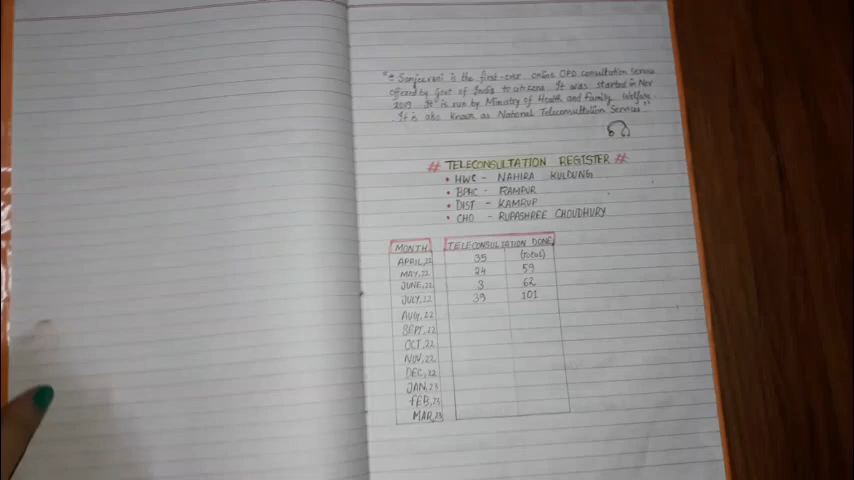 "e Sanjeevani is the first-ever online OPD consultation service
offered by Govt of India to citizens. It was started in Nov
2019. It is run by Ministry of Health and Family Welfare.
It is also known as National Teleconsultation Service"
# TELECONSULTATION REGISTER #
• HWC - NAHIRA KULDUNG
• BPHC - RAMPUR
• DIST - KAMRUP
• CHO - RUPASHREE CHOUDHURY
MONTH TELECONSULTATION DONE
APRIL,22 35 (Total)
MAY,22 24 59
JUNE,22 3 62
JULY,22 39 101
AUG,22
SEPT,22
OCT,22
NOV,22
DEC,22
JAN,23
FEB,23
MAR,23